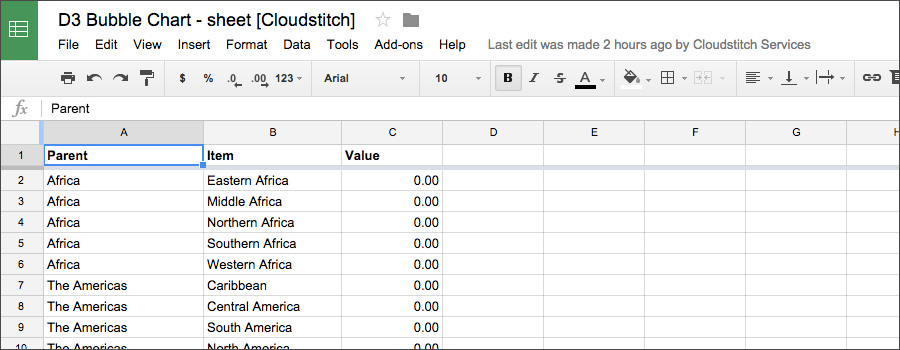 D3 Bubble Chart - sheet [Cloudstitch]
File Edit View Insert Format Data Tools Add-ons Help Last edit was made 2 hours ago by Cloudstitch Services
$ % .0 .00 123 Arial 10 B I S A
fx Parent
A B C D E F G H
1 Parent Item Value
2 Africa Eastern Africa 0.00
3 Africa Middle Africa 0.00
4 Africa Northern Africa 0.00
5 Africa Southern Africa 0.00
6 Africa Western Africa 0.00
7 The Americas Caribbean 0.00
8 The Americas Central America 0.00
9 The Americas South America 0.00
10 The Americas North America 0.00